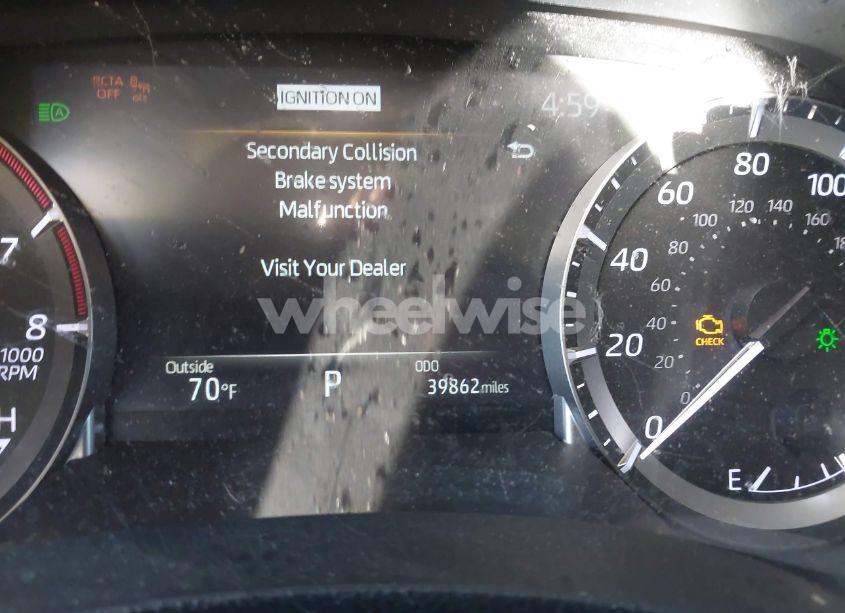 RCTA
OFF
A
IGNITION ON
4:59
Secondary Collision
Brake system
Malfunction
Visit Your Dealer
wheelwise
Outside
70°F
P
ODO
39862 miles
7
8
1000
RPM
H
0
20
40
60
80
100
0
20
40
60
80
100
120
140
160
CHECK
E